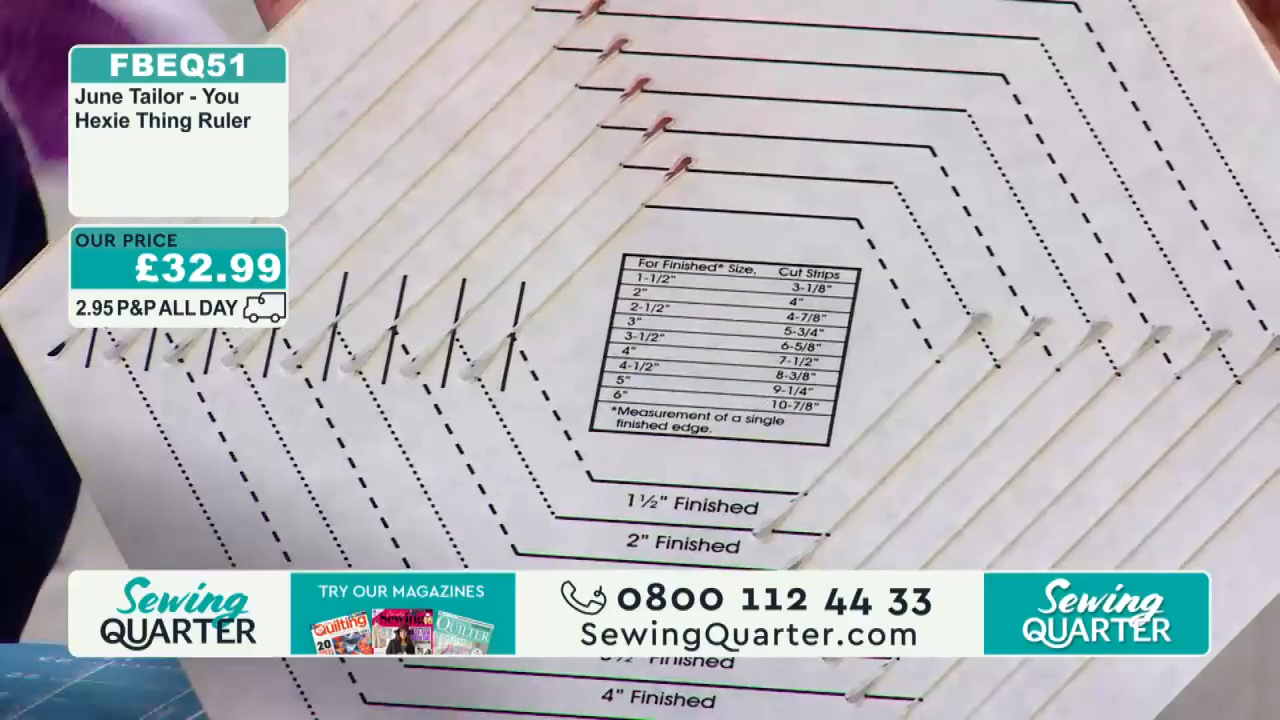 FBEQ51
June Tailor - You
Hexie Thing Ruler
OUR PRICE
£32.99
2.95 P&P ALL DAY
For Finished* Size, Cut Strips
1-1/2" 3-1/8"
2" 4"
2-1/2" 4-7/8"
3" 5-3/4"
3-1/2" 6-5/8"
4" 7-1/2"
4-1/2" 8-3/8"
5" 9-1/4"
6" 10-7/8"
*Measurement of a single
finished edge.
1½" Finished
2" Finished
Sewing
QUARTER
TRY OUR MAGAZINES
Quilting
Sewing
QUILTER
0800 112 44 33
SewingQuarter.com
Sewing
QUARTER
Finished
4" Finished